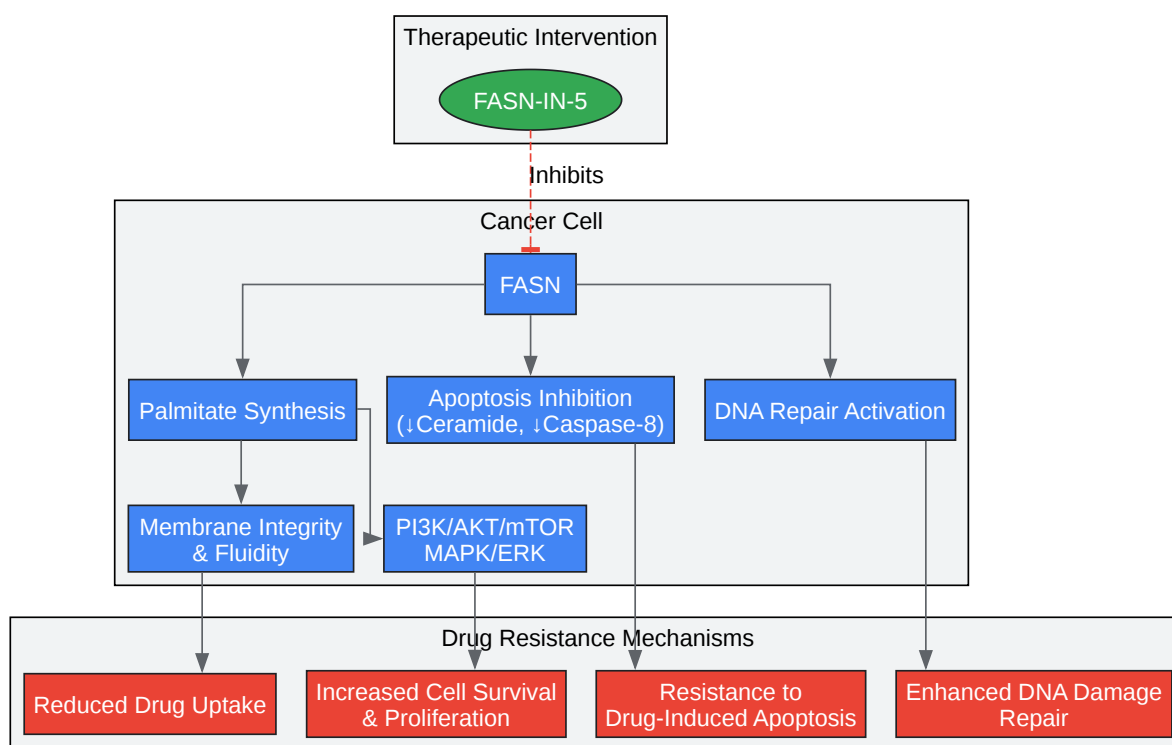 Therapeutic Intervention
FASN-IN-5
Inhibits
Cancer Cell
FASN
Palmitate Synthesis
Apoptosis Inhibition
(↓Ceramide, ↓Caspase-8)
DNA Repair Activation
Membrane Integrity
& Fluidity
PI3K/AKT/mTOR
MAPK/ERK
Drug Resistance Mechanisms
Reduced Drug Uptake
Increased Cell Survival
& Proliferation
Resistance to
Drug-Induced Apoptosis
Enhanced DNA Damage
Repair